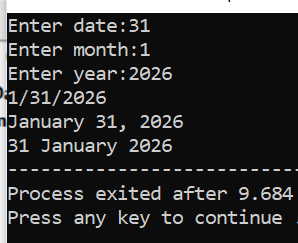 Enter date:31
Enter month:1
Enter year:2026
1/31/2026
January 31, 2026
31 January 2026
--------------------------
Process exited after 9.684
Press any key to continue .